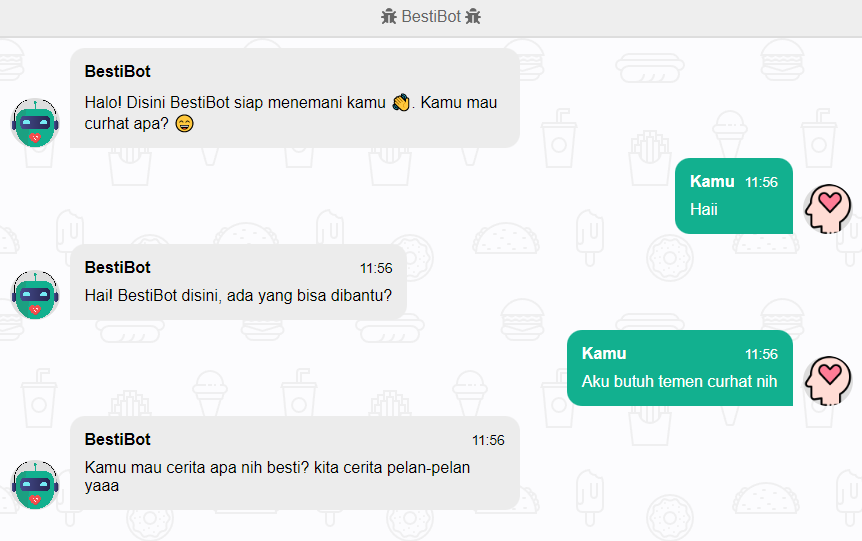 BestiBot
BestiBot
Halo! Disini BestiBot siap menemani kamu 👏. Kamu mau
curhat apa? 😄
Kamu 11:56
Haii
BestiBot 11:56
Hai! BestiBot disini, ada yang bisa dibantu?
Kamu 11:56
Aku butuh temen curhat nih
BestiBot 11:56
Kamu mau cerita apa nih besti? kita cerita pelan-pelan
yaaa